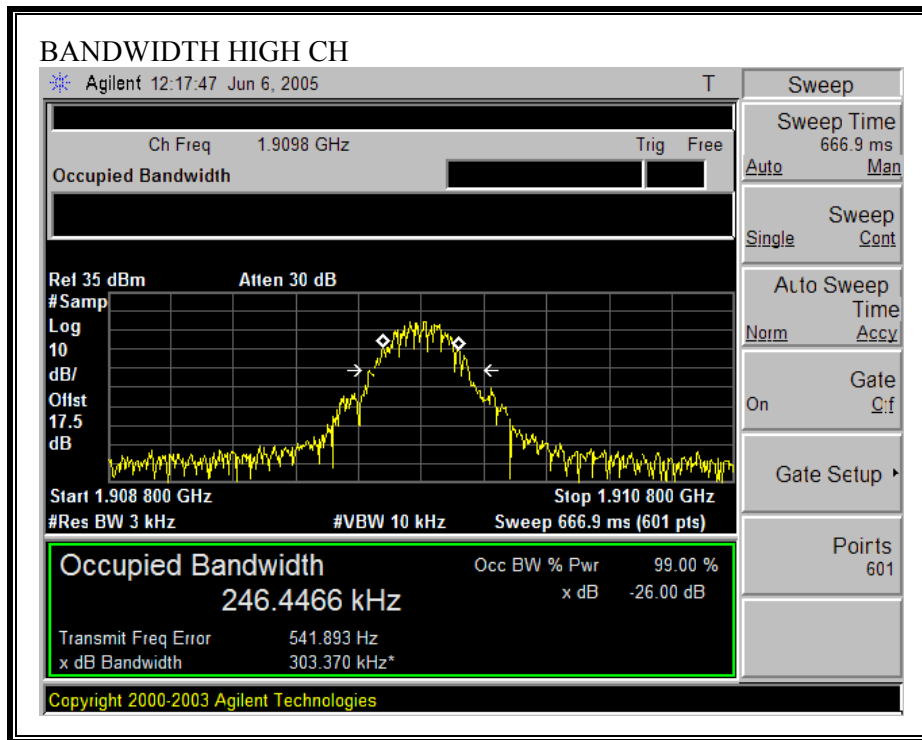 BANDWIDTH HIGH CH
Agilent 12:17:47 Jun 6, 2005 T
Ch Freq 1.9098 GHz Trig Free
Occupied Bandwidth
Ref 35 dBm Atten 30 dB
#Samp
Log
10
dB/
Offst
17.5
dB
Start 1.908 800 GHz Stop 1.910 800 GHz
#Res BW 3 kHz #VBW 10 kHz Sweep 666.9 ms (601 pts)
Occupied Bandwidth
246.4466 kHz
Occ BW % Pwr 99.00 %
x dB -26.00 dB
Transmit Freq Error 541.893 Hz
x dB Bandwidth 303.370 kHz*
Copyright 2000-2003 Agilent Technologies
Sweep
Sweep Time
666.9 ms
Auto Man
Sweep
Single Cont
Auto Sweep
Time
Norm Accy
Gate
On Off
Gate Setup
Points
601